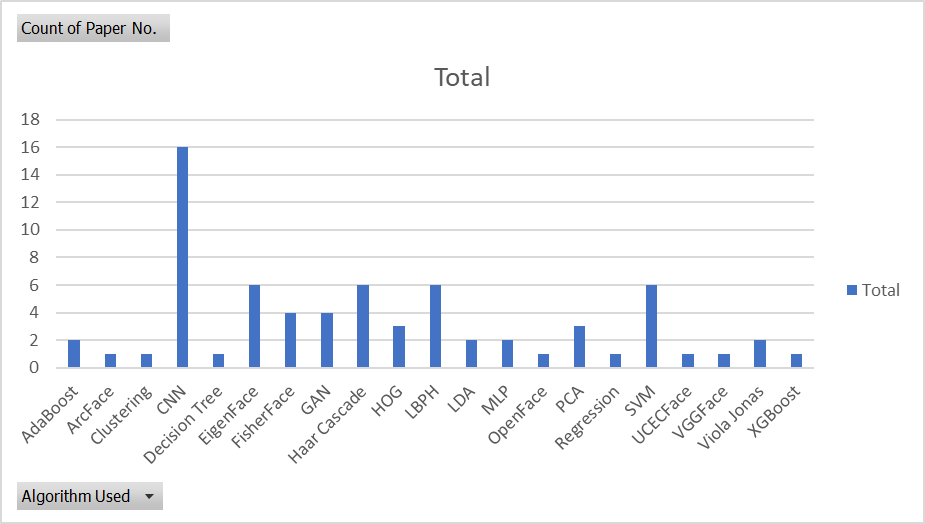 Count of Paper No.
Total
18
16
14
12
10
8
6
4
2
0
AdaBoost
ArcFace
Clustering
CNN
Decision Tree
EigenFace
FisherFace
GAN
Haar Cascade
HOG
LBPH
LDA
MLP
OpenFace
PCA
Regression
SVM
UCECFace
VGGFace
Viola Jonas
XGBoost
Total
Algorithm Used